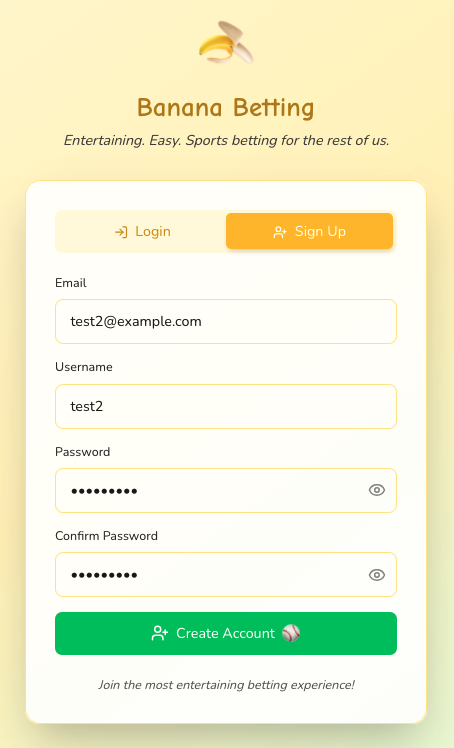 Banana Betting
Entertaining. Easy. Sports betting for the rest of us.
Login
Sign Up
Email
test2@example.com
Username
test2
Password
•••••••••
Confirm Password
•••••••••
Create Account
Join the most entertaining betting experience!